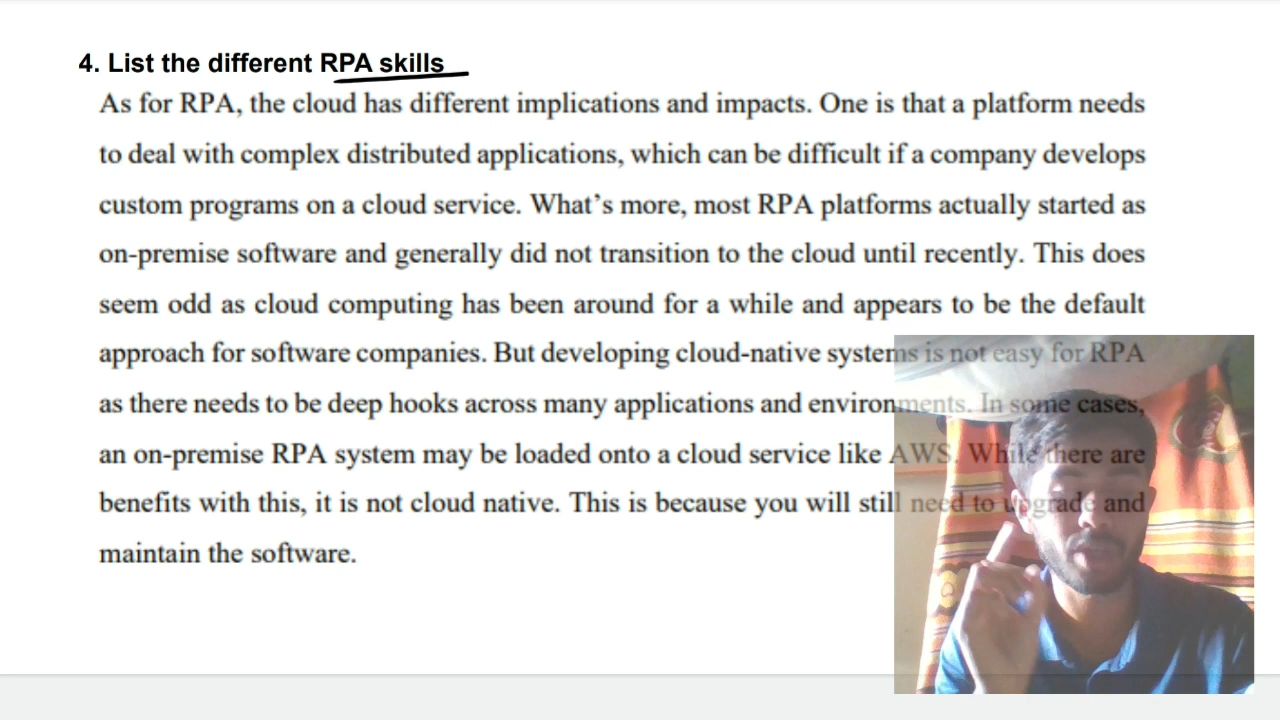 4. List the different RPA skills
As for RPA, the cloud has different implications and impacts. One is that a platform needs
to deal with complex distributed applications, which can be difficult if a company develops
custom programs on a cloud service. What’s more, most RPA platforms actually started as
on-premise software and generally did not transition to the cloud until recently. This does
seem odd as cloud computing has been around for a while and appears to be the default
approach for software companies. But developing cloud-native systems is not easy for RPA
as there needs to be deep hooks across many applications and environments. In some cases,
an on-premise RPA system may be loaded onto a cloud service like AWS. While there are
benefits with this, it is not cloud native. This is because you will still need to upgrade and
maintain the software.